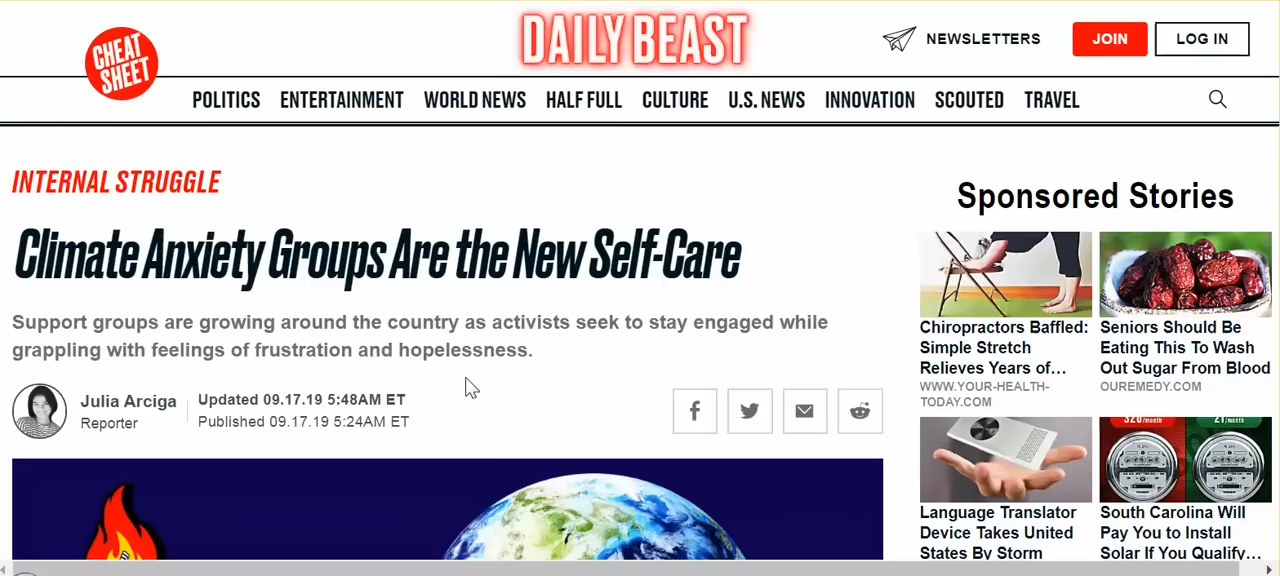 CHEAT
SHEET
DAILY BEAST
NEWSLETTERS
JOIN
LOG IN
POLITICS ENTERTAINMENT WORLD NEWS HALF FULL CULTURE U.S. NEWS INNOVATION SCOUTED TRAVEL
INTERNAL STRUGGLE
Climate Anxiety Groups Are the New Self-Care
Support groups are growing around the country as activists seek to stay engaged while
grappling with feelings of frustration and hopelessness.
Julia Arciga
Reporter
Updated 09.17.19 5:48AM ET
Published 09.17.19 5:24AM ET
Sponsored Stories
Chiropractors Baffled:
Simple Stretch
Relieves Years of...
WWW.YOUR-HEALTH-
TODAY.COM
Seniors Should Be
Eating This To Wash
Out Sugar From Blood
OUREMEDY.COM
Language Translator
Device Takes United
States By Storm
$20/month
21/month
South Carolina Will
Pay You to Install
Solar If You Qualify...